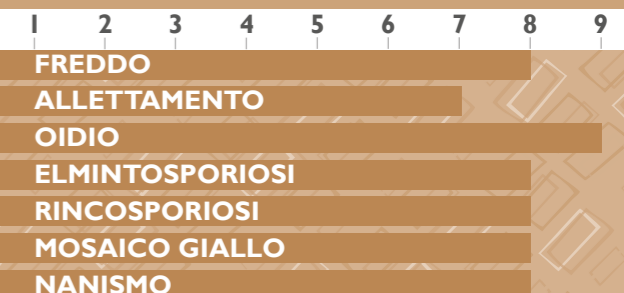 1 2 3 4 5 6 7 8 9
FREDDO
ALLETTAMENTO
OIDIO
ELMINTOSPORIOSI
RINCOSPORIOSI
MOSAICO GIALLO
NANISMO